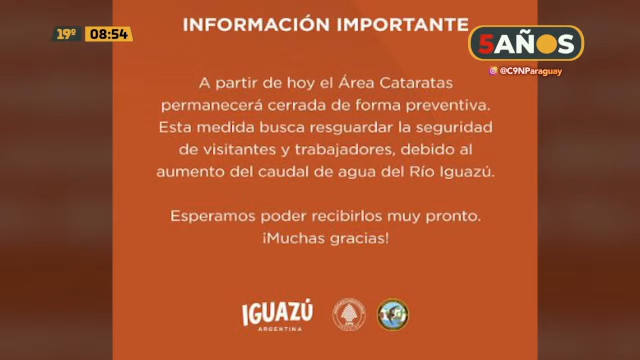 19º 08:54
INFORMACIÓN IMPORTANTE
5AÑOS
@C9NParaguay
A partir de hoy el Área Cataratas
permanecerá cerrada de forma preventiva.
Esta medida busca resguardar la seguridad
de visitantes y trabajadores, debido al
aumento del caudal de agua del Río Iguazú.
Esperamos poder recibirlos muy pronto.
¡Muchas gracias!
IGUAZÚ
ARGENTINA